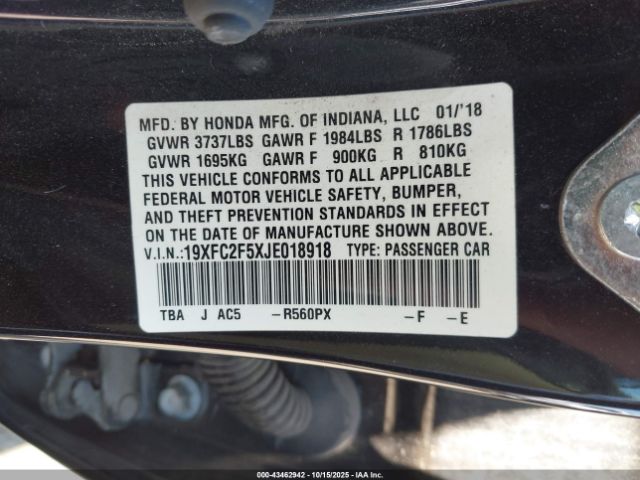 MFD. BY HONDA MFG. OF INDIANA, LLC 01/'18
GVWR 3737LBS GAWR F 1984LBS R 1786LBS
GVWR 1695KG GAWR F 900KG R 810KG
THIS VEHICLE CONFORMS TO ALL APPLICABLE
FEDERAL MOTOR VEHICLE SAFETY, BUMPER,
AND THEFT PREVENTION STANDARDS IN EFFECT
ON THE DATE OF MANUFACTURE SHOWN ABOVE.
V.I.N.:19XFC2F5XJE018918 TYPE: PASSENGER CAR
TBA J AC5 -R560PX -F -E
000-43462942 - 10/15/2025 - IAA Inc.